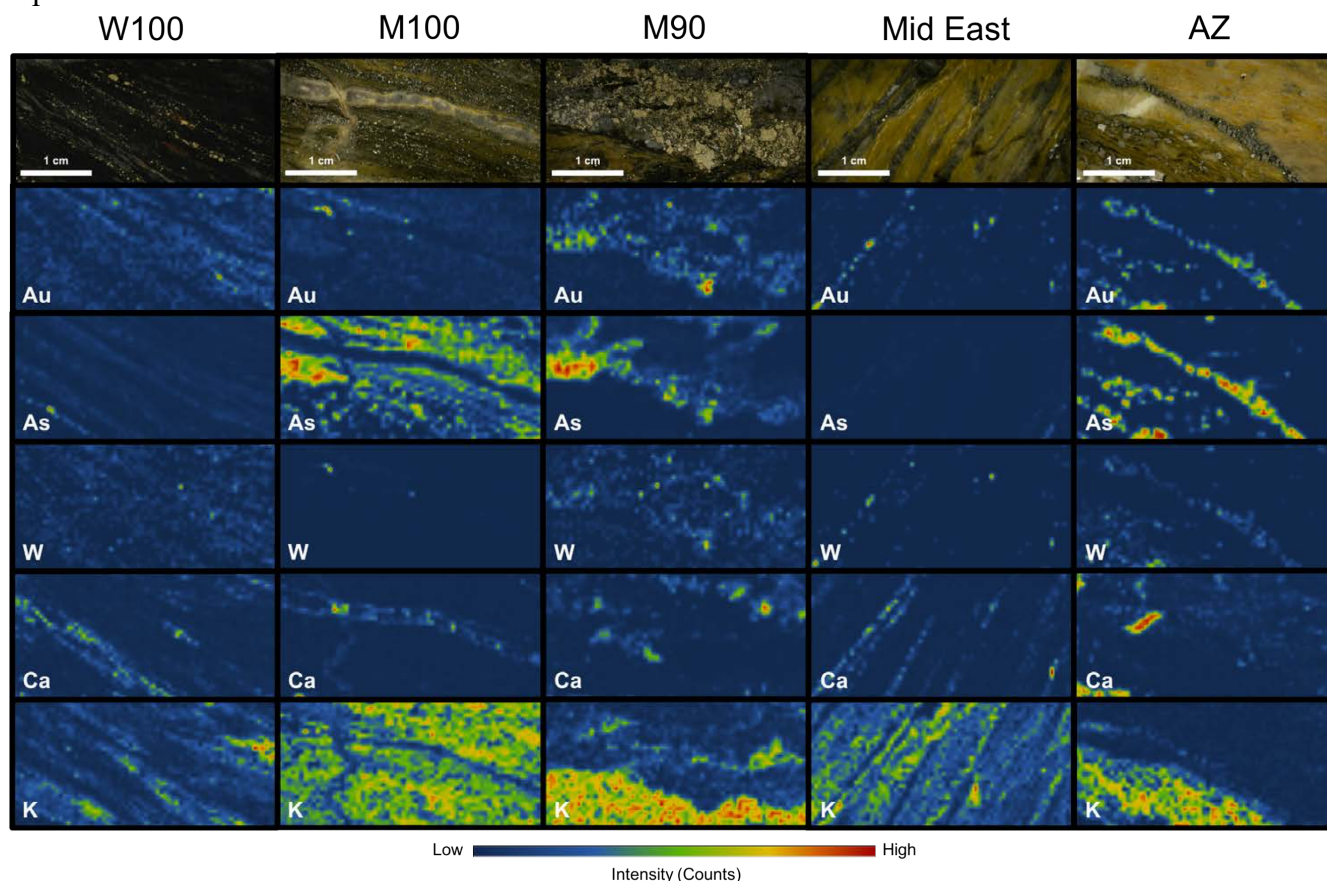 W100 M100 M90 Mid East AZ
1 cm 1 cm 1 cm 1 cm 1 cm
Au Au Au Au Au
As As As As As
W W W W W
Ca Ca Ca Ca Ca
K K K K K
Low High
Intensity (Counts)